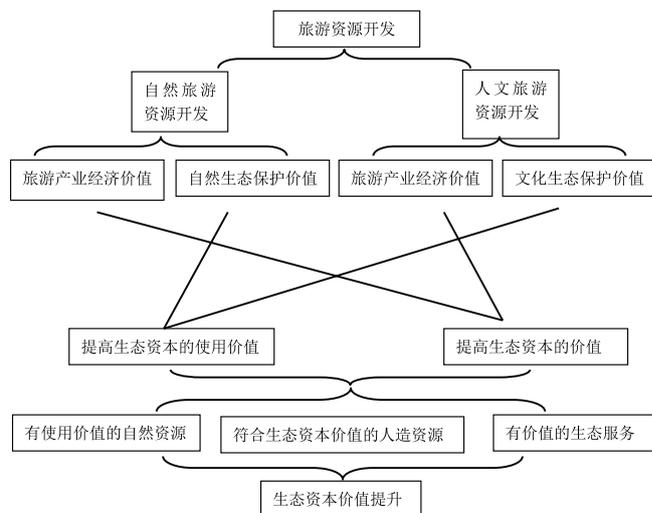 旅游资源开发
自然旅游
资源开发
人文旅游
资源开发
旅游产业经济价值
自然生态保护价值
旅游产业经济价值
文化生态保护价值
提高生态资本的使用价值
提高生态资本的价值
有使用价值的自然资源
符合生态资本价值的人造资源
有价值的生态服务
生态资本价值提升